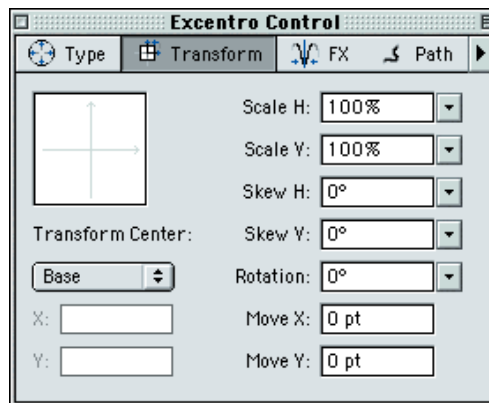 Excentro Control
Type Transform FX Path
Scale H: 100%
Scale V: 100%
Skew H: 0°
Transform Center: Skew V: 0°
Base Rotation: 0°
X: Move X: 0 pt
Y: Move Y: 0 pt